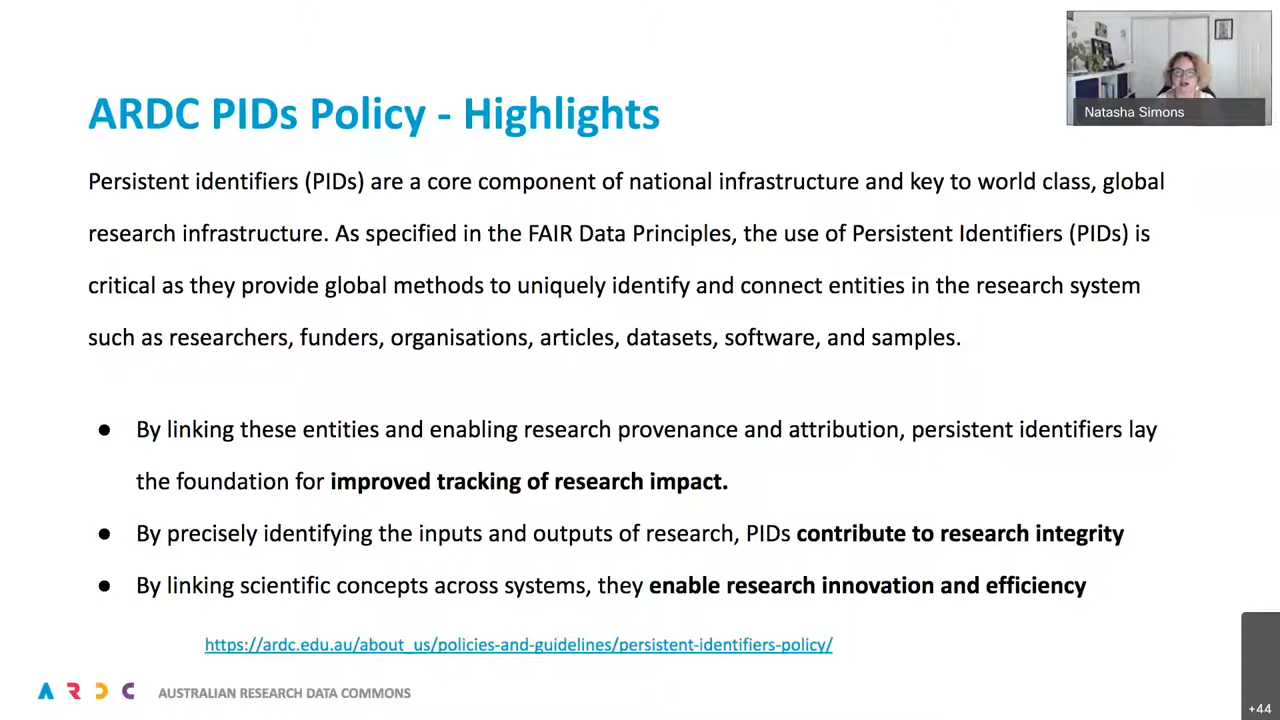 Natasha Simons
ARDC PIDs Policy - Highlights
Persistent identifiers (PIDs) are a core component of national infrastructure and key to world class, global
research infrastructure. As specified in the FAIR Data Principles, the use of Persistent Identifiers (PIDs) is
critical as they provide global methods to uniquely identify and connect entities in the research system
such as researchers, funders, organisations, articles, datasets, software, and samples.
● By linking these entities and enabling research provenance and attribution, persistent identifiers lay
the foundation for improved tracking of research impact.
● By precisely identifying the inputs and outputs of research, PIDs contribute to research integrity
● By linking scientific concepts across systems, they enable research innovation and efficiency
https://ardc.edu.au/about_us/policies-and-guidelines/persistent-identifiers-policy/
ARDC AUSTRALIAN RESEARCH DATA COMMONS
+44